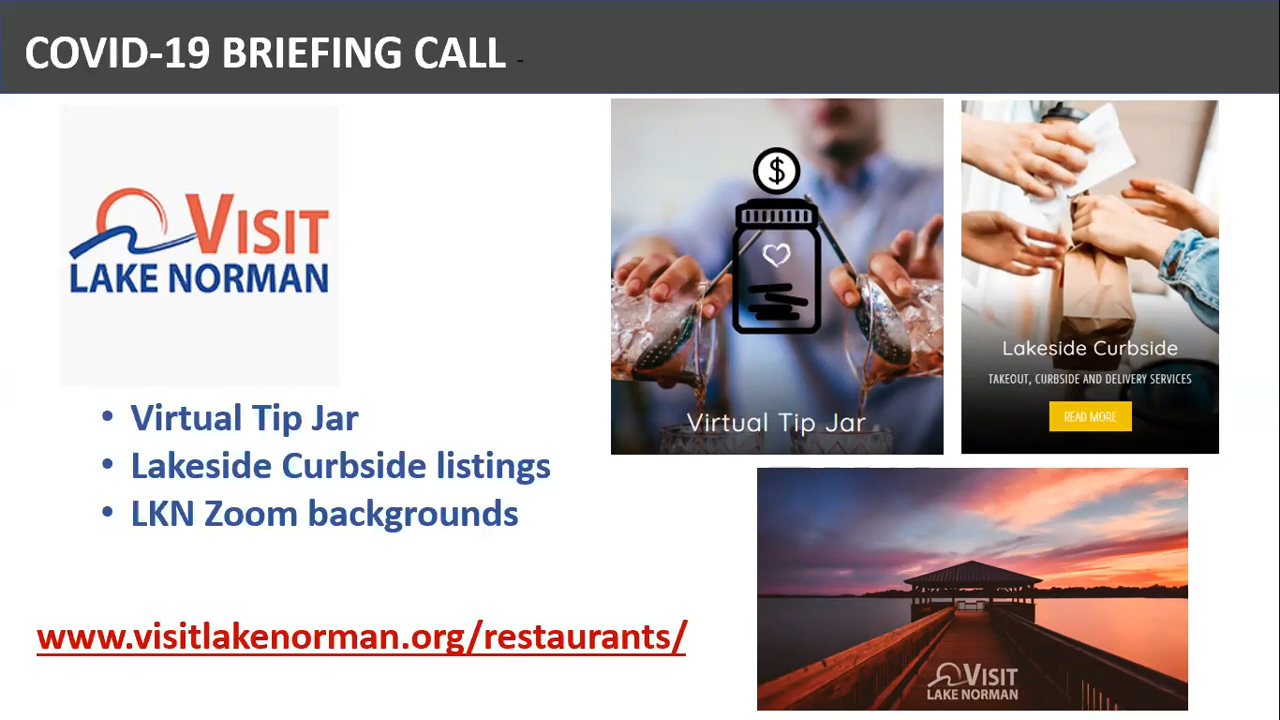 COVID-19 BRIEFING CALL -
VISIT
LAKE NORMAN
• Virtual Tip Jar
• Lakeside Curbside listings
• LKN Zoom backgrounds
www.visitlakenorman.org/restaurants/
$
Virtual Tip Jar
Lakeside Curbside
TAKEOUT, CURBSIDE AND DELIVERY SERVICES
READ MORE
VISIT
LAKE NORMAN